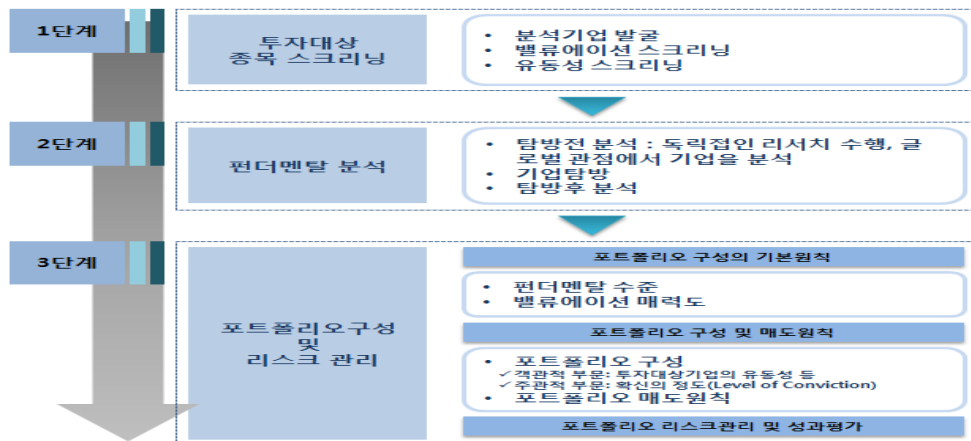 1단계
투자대상
종목 스크리닝
• 분석기업 발굴
• 밸류에이션 스크리닝
• 유동성 스크리닝
2단계
펀더멘탈 분석
• 탐방전 분석 : 독립접인 리서치 수행, 글
로벌 관점에서 기업을 분석
• 기업탐방
• 탐방후 분석
3단계
포트폴리오구성
및
리스크 관리
포트폴리오 구성의 기본원칙
• 펀더멘탈 수준
• 밸류에이션 매력도
포트폴리오 구성 및 매도원칙
• 포트폴리오 구성
✓객관적 부문: 투자대상기업의 유동성 등
✓주관적 부문: 확신의 정도(Level of Conviction)
• 포트폴리오 매도원칙
포트폴리오 리스크관리 및 성과평가